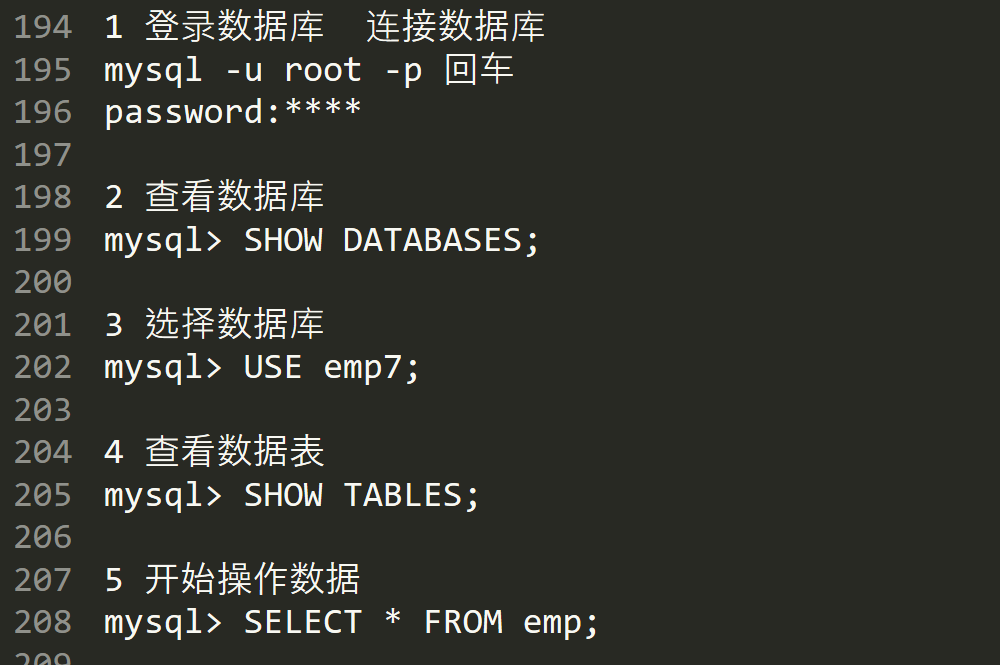 194 1 登录数据库  连接数据库
195 mysql -u root -p 回车
196 password:****
197
198 2 查看数据库
199 mysql> SHOW DATABASES;
200
201 3 选择数据库
202 mysql> USE emp7;
203
204 4 查看数据表
205 mysql> SHOW TABLES;
206
207 5 开始操作数据
208 mysql> SELECT * FROM emp;
209